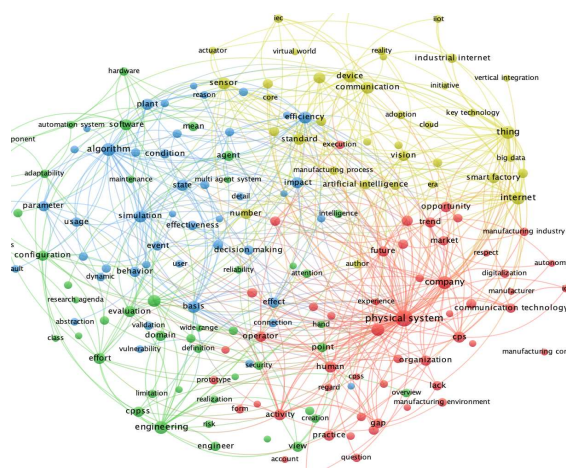 iec
iiot
actuator
virtual world
reality
industrial internet
hardware
device
sensor
communication
initiative
vertical integration
reason
core
plant
efficiency
adoption
key technology
automation system
software
mean
standard
cloud
thing
ponent
execution
algorithm
condition
agent
vision
big data
adaptability
maintenance
multi agent system
manufacturing process
era
smart factory
state
impact
artificial intelligence
detail
internet
parameter
opportunity
usage
simulation
number
intelligence
trend
effectiveness
manufacturing industry
event
decision making
future
market
respect
configuration
user
author
autonom
ault
dynamic
behavior
reliability
attention
digitalization
company
research agenda
manufacturer
evaluation
basis
effect
experience
communication technology
abstraction
validation
wide range
connection
hand
physical system
class
domain
operator
cps
vulnerability
definition
point
manufacturing con
effort
security
human
organization
prototype
cpss
limitation
realization
regard
overview
lack
cppss
form
creation
manufacturing environment
risk
activity
engineering
practice
gap
engineer
view
account
question